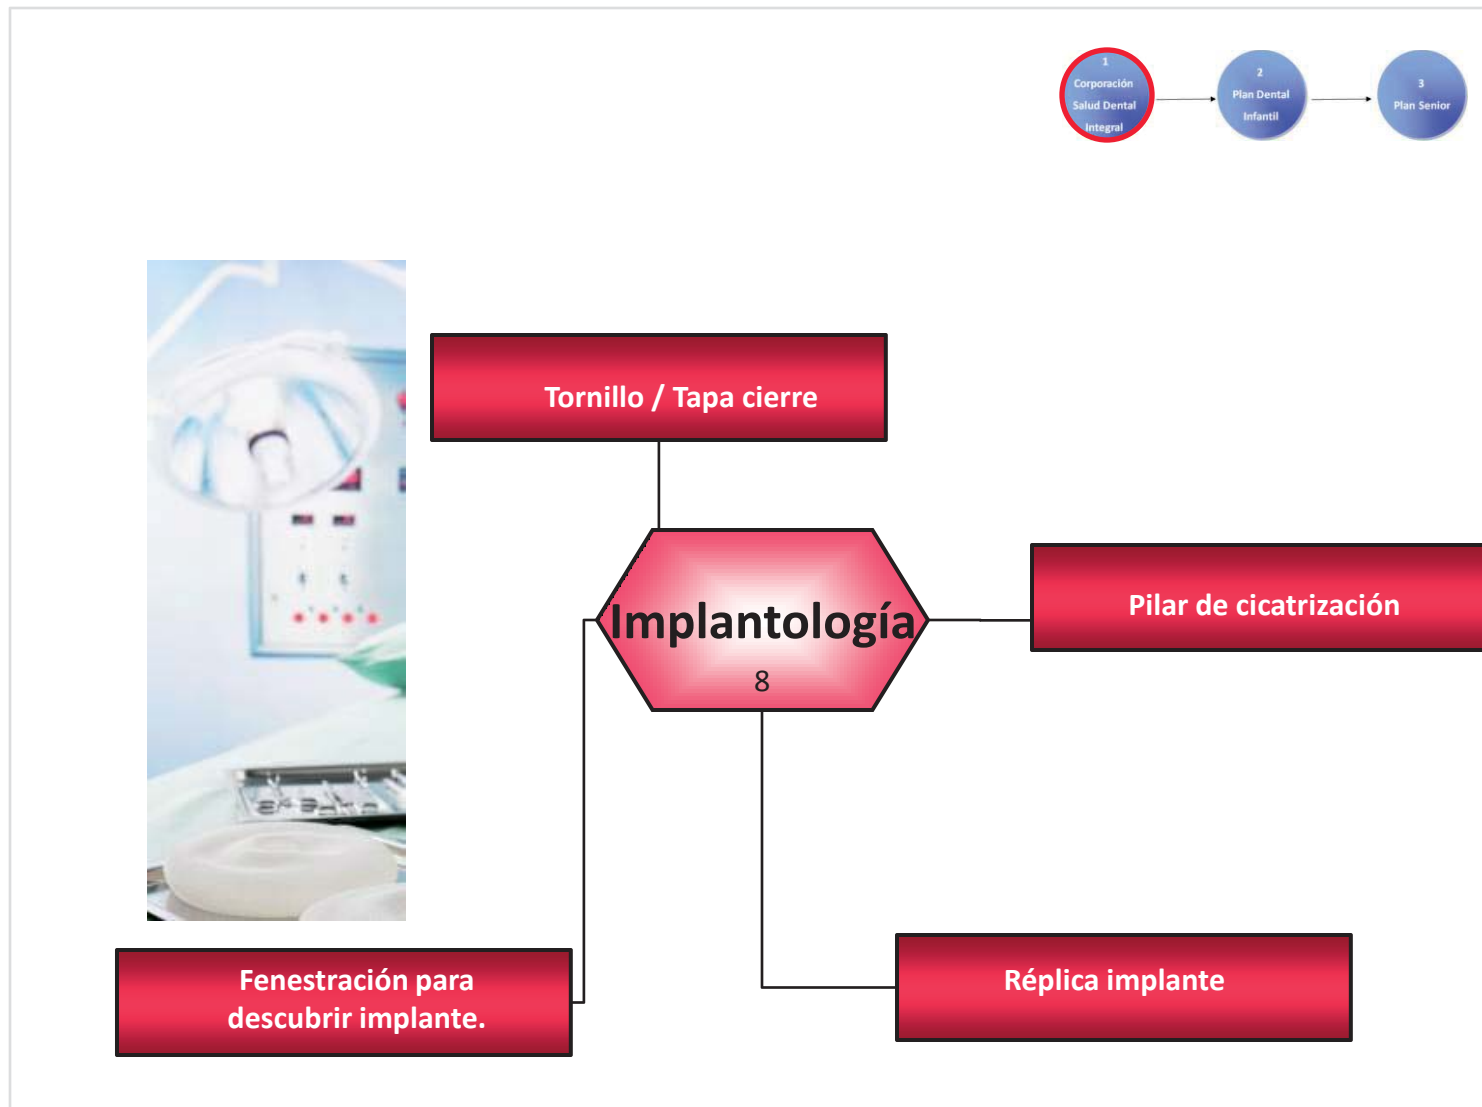 1
Corporación
Salud Dental
Integral
2
Plan Dental
Infantil
3
Plan Senior
Tornillo / Tapa cierre
Implantología
8
Pilar de cicatrización
Fenestración para
descubrir implante.
Réplica implante